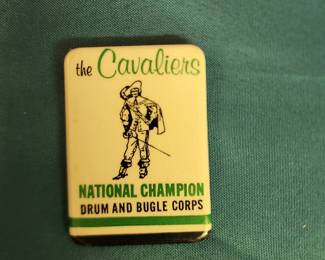 the Cavaliers
NATIONAL CHAMPION
DRUM AND BUGLE CORPS